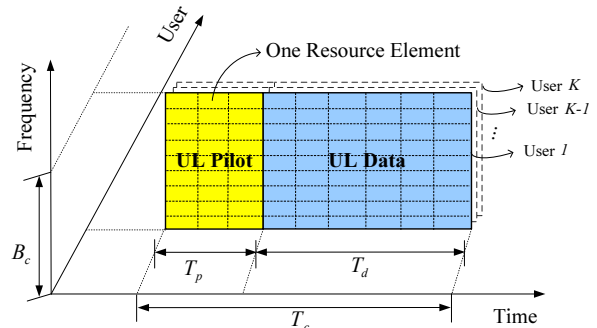 User
One Resource Element
Frequency
User K
User K-1
...
User 1
UL Pilot
UL Data
B_c
T_p
T_d
T_c
Time